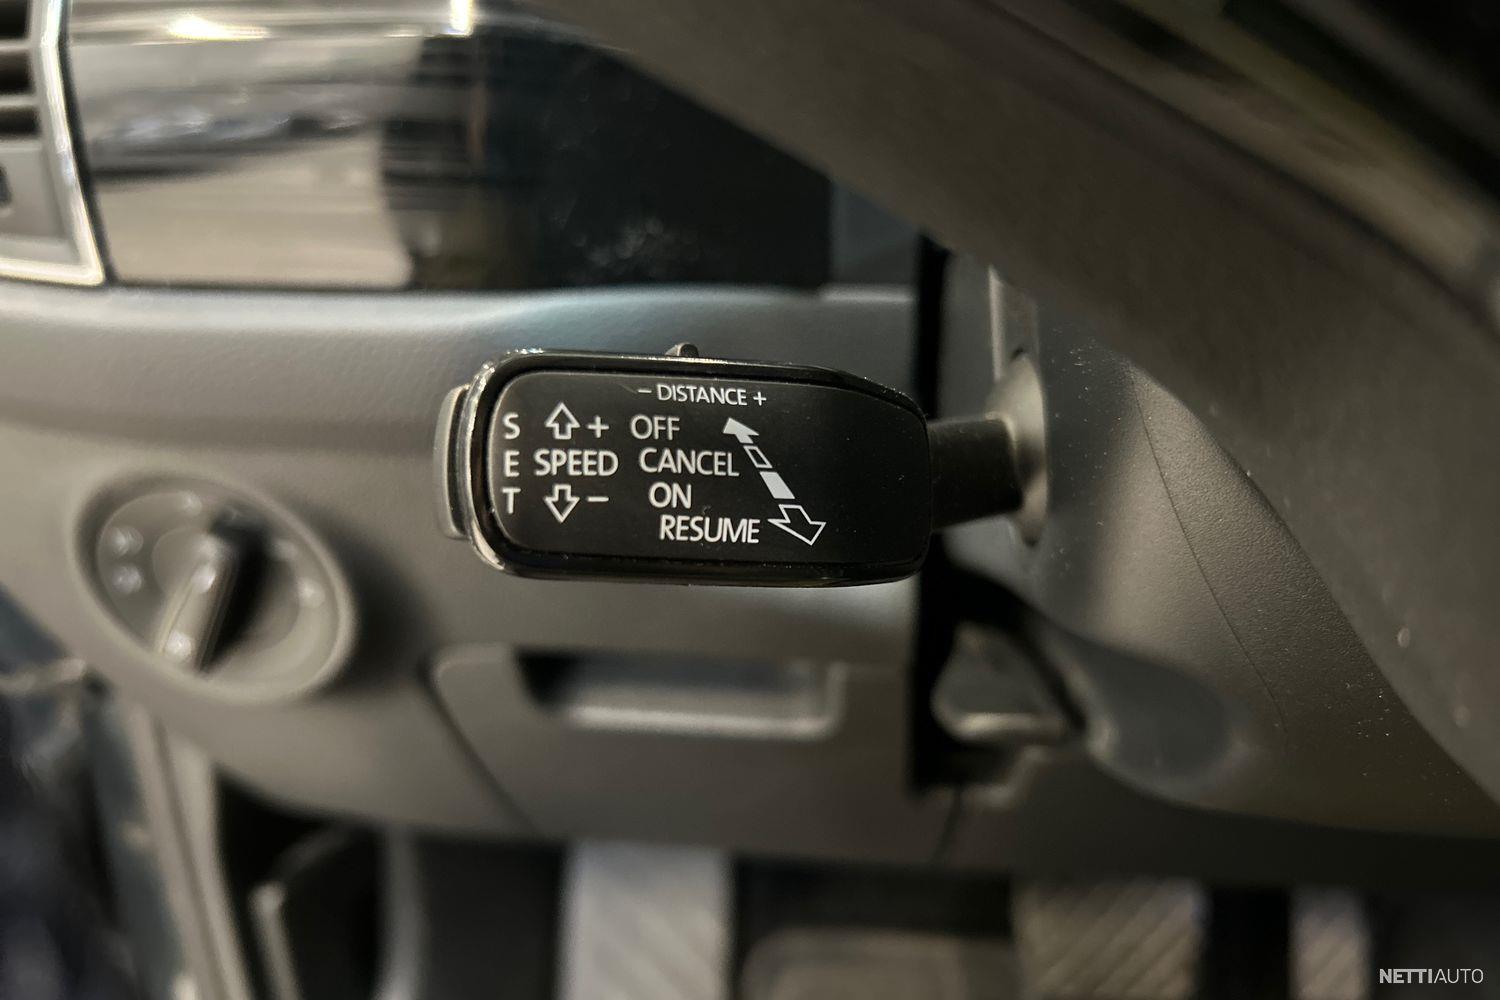 − DISTANCE +
S + OFF
E SPEED CANCEL
T − ON
RESUME
NETTIAUTO